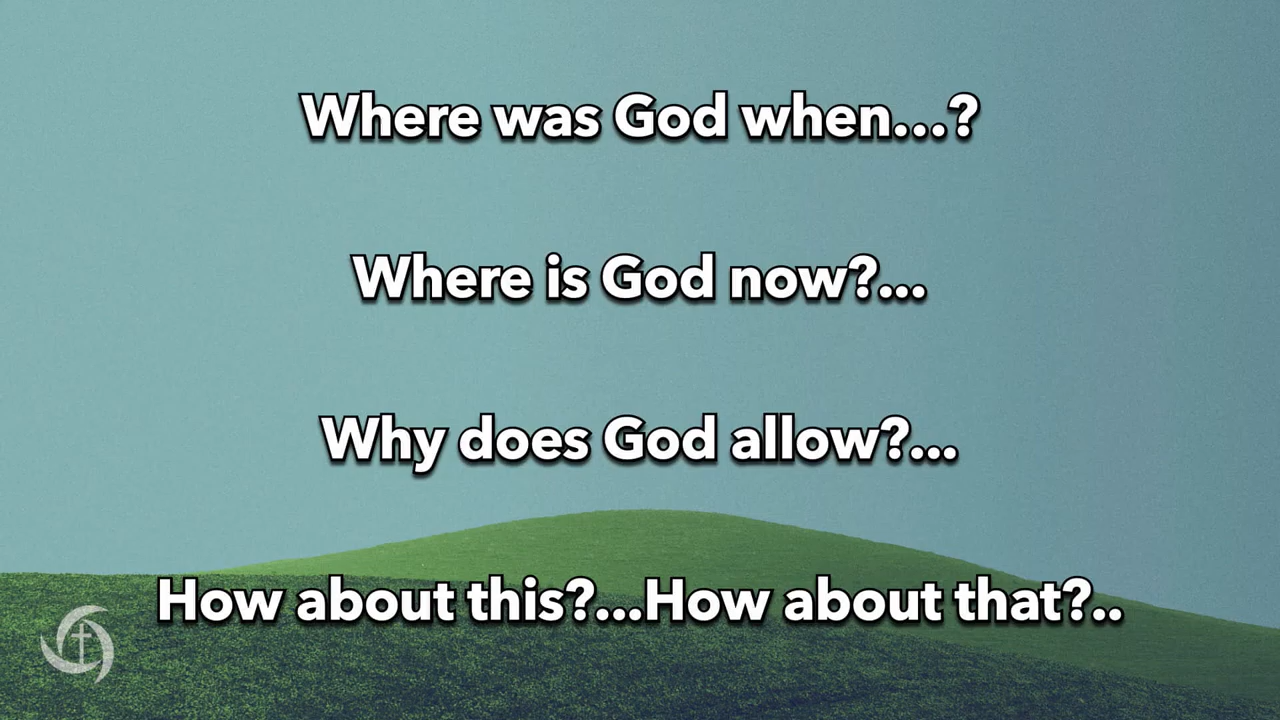 Where was God when...?
Where is God now?...
Why does God allow?...
How about this?...How about that?..